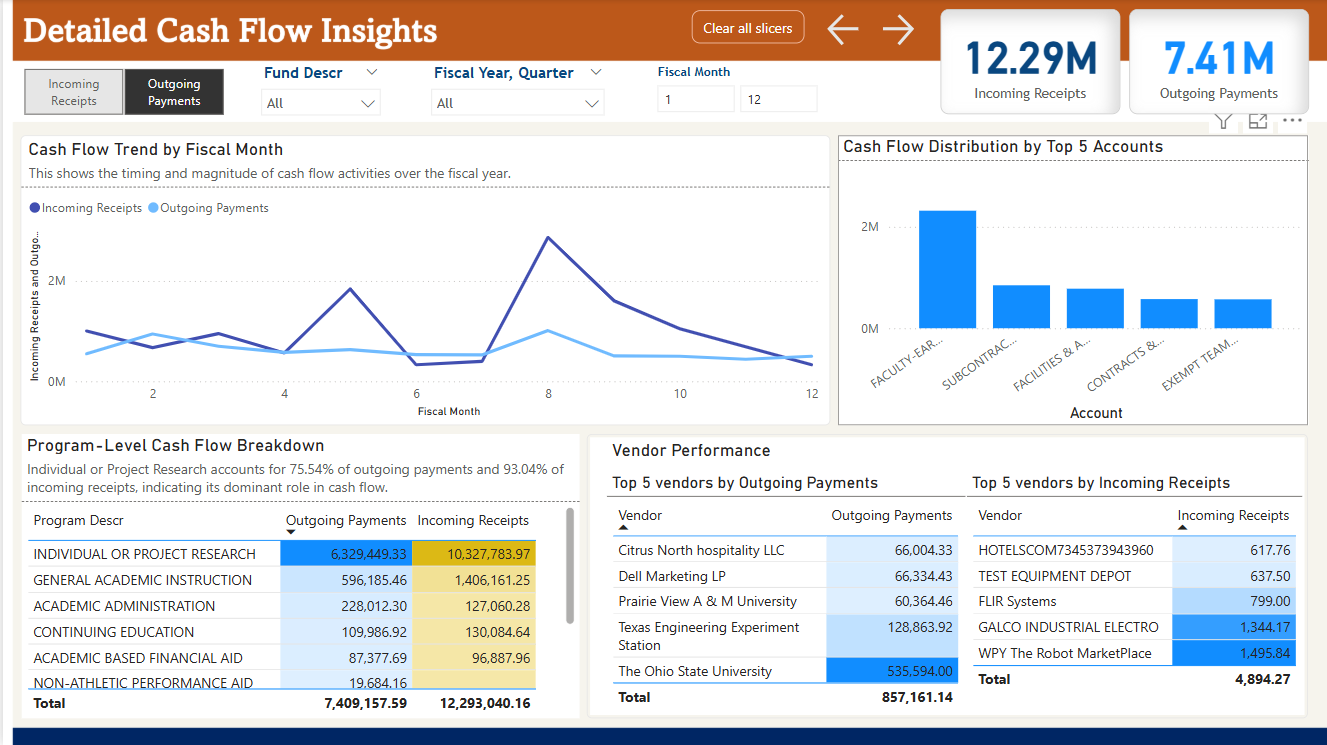 Detailed Cash Flow Insights
Clear all slicers
12.29M
Incoming Receipts
7.41M
Outgoing Payments
Incoming
Receipts
Outgoing
Payments
Fund Descr
All
Fiscal Year, Quarter
All
Fiscal Month
1
12
Cash Flow Trend by Fiscal Month
This shows the timing and magnitude of cash flow activities over the fiscal year.
Incoming Receipts Outgoing Payments
Incoming Receipts and Outgo...
2M
0M
2 4 6 8 10 12
Fiscal Month
Cash Flow Distribution by Top 5 Accounts
2M
0M
FACULTY-EAR...
SUBCONTRAC...
FACILITIES & A...
CONTRACTS &...
EXEMPT TEAM...
Account
Program-Level Cash Flow Breakdown
Individual or Project Research accounts for 75.54% of outgoing payments and 93.04% of
incoming receipts, indicating its dominant role in cash flow.
Program Descr Outgoing Payments Incoming Receipts
INDIVIDUAL OR PROJECT RESEARCH 6,329,449.33 10,327,783.97
GENERAL ACADEMIC INSTRUCTION 596,185.46 1,406,161.25
ACADEMIC ADMINISTRATION 228,012.30 127,060.28
CONTINUING EDUCATION 109,986.92 130,084.64
ACADEMIC BASED FINANCIAL AID 87,377.69 96,887.96
NON-ATHLETIC PERFORMANCE AID 19,684.16
Total 7,409,157.59 12,293,040.16
Vendor Performance
Top 5 vendors by Outgoing Payments
Vendor Outgoing Payments
Citrus North hospitality LLC 66,004.33
Dell Marketing LP 66,334.43
Prairie View A & M University 60,364.46
Texas Engineering Experiment
Station 128,863.92
The Ohio State University 535,594.00
Total 857,161.14
Top 5 vendors by Incoming Receipts
Vendor Incoming Receipts
HOTELSCOM7345373943960 617.76
TEST EQUIPMENT DEPOT 637.50
FLIR Systems 799.00
GALCO INDUSTRIAL ELECTRO 1,344.17
WPY The Robot MarketPlace 1,495.84
Total 4,894.27